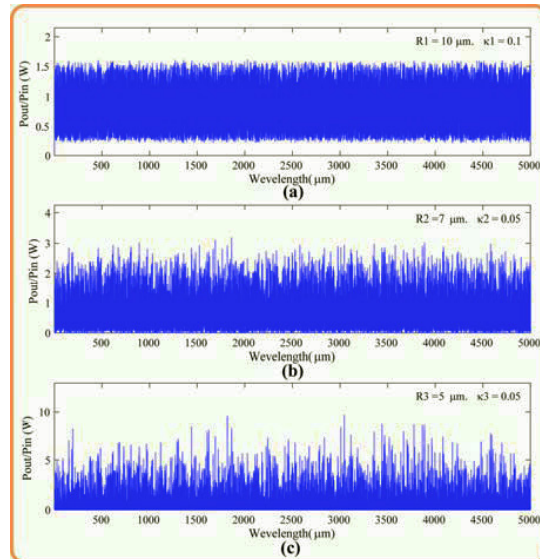 2
R1 = 10 μm. κ1 = 0.1
1.5
1
0.5
0
Pout/Pin (W)
500 1000 1500 2000 2500 3000 3500 4000 4500 5000
Wavelength(μm)
(a)
4
R2 =7 μm. κ2 = 0.05
3
2
1
0
Pout/Pin (W)
500 1000 1500 2000 2500 3000 3500 4000 4500 5000
Wavelength(μm)
(b)
R3 =5 μm. κ3 = 0.05
10
5
0
Pout/Pin (W)
500 1000 1500 2000 2500 3000 3500 4000 4500 5000
Wavelength(μm)
(c)